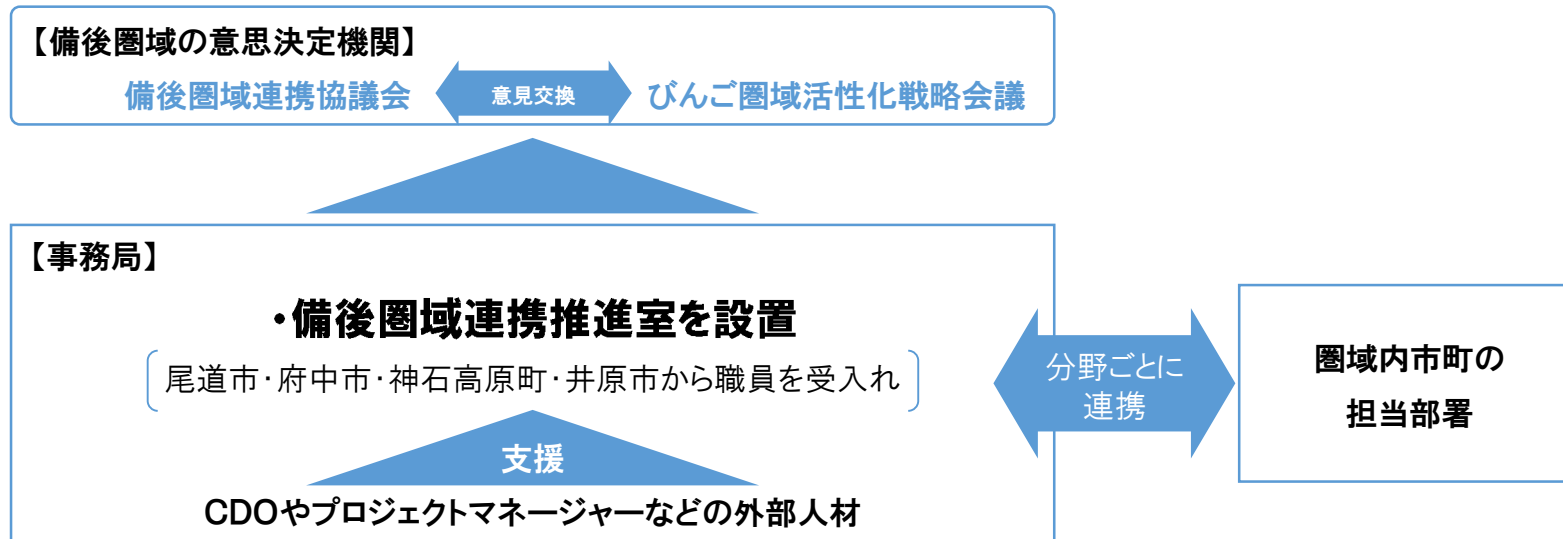 【備後圏域の意思決定機関】
備後圏域連携協議会
意見交換
びんご圏域活性化戦略会議
【事務局】
・備後圏域連携推進室を設置
尾道市・府中市・神石高原町・井原市から職員を受入れ
支援
CDOやプロジェクトマネージャーなどの外部人材
分野ごとに
連携
圏域内市町の
担当部署